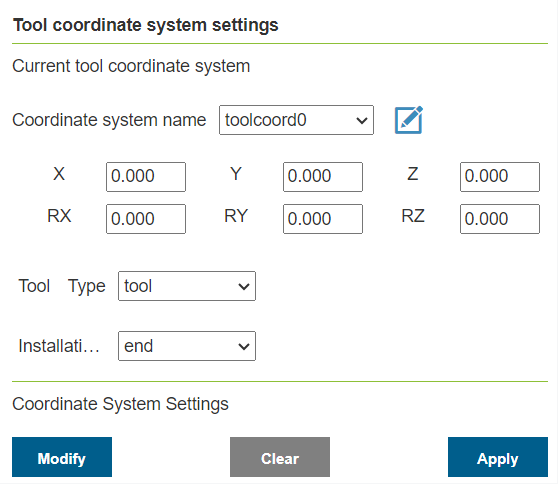 Tool coordinate system settings
Current tool coordinate system
Coordinate system name toolcoord0
X 0.000 Y 0.000 Z 0.000
RX 0.000 RY 0.000 RZ 0.000
Tool Type tool
Installati… end
Coordinate System Settings
Modify Clear Apply